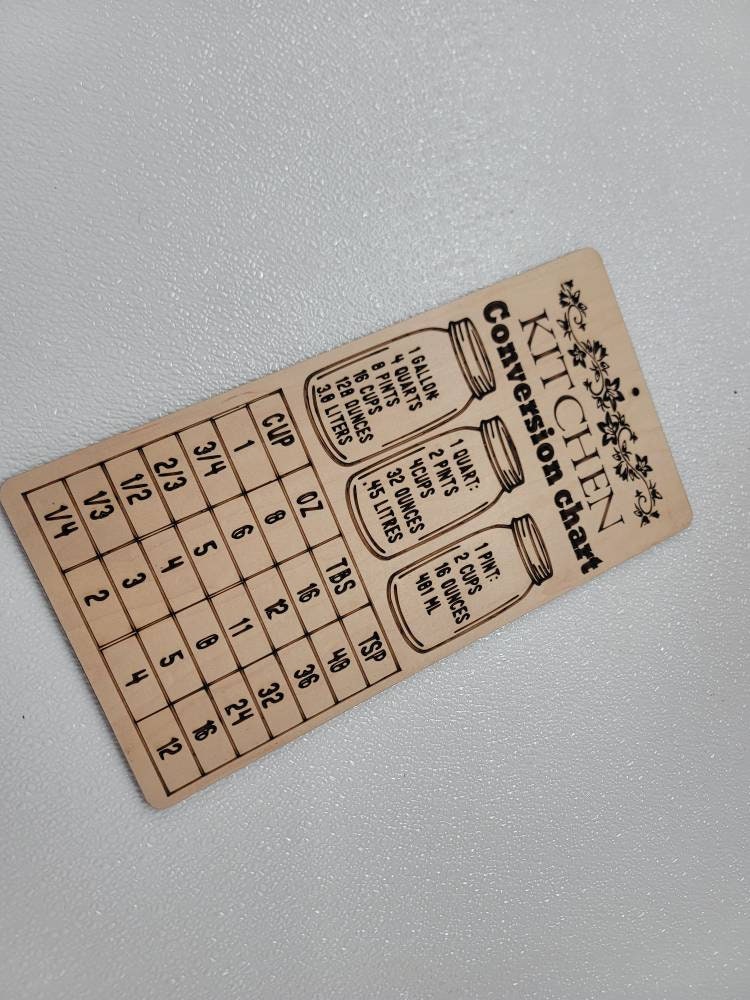 KITCHEN
Conversion chart
1 GALLON:
4 QUARTS
8 PINTS
16 CUPS
128 OUNCES
3.8 LITERS
1 QUART:
2 PINTS
4CUPS
32 OUNCES
1.45 LITRES
1 PINT:
2 CUPS
16 OUNCES
481 ML
CUP OZ TBS TSP
1 8 16 48
3/4 6 12 36
2/3 5 11 32
1/2 4 8 24
1/3 3 5 16
1/4 2 4 12